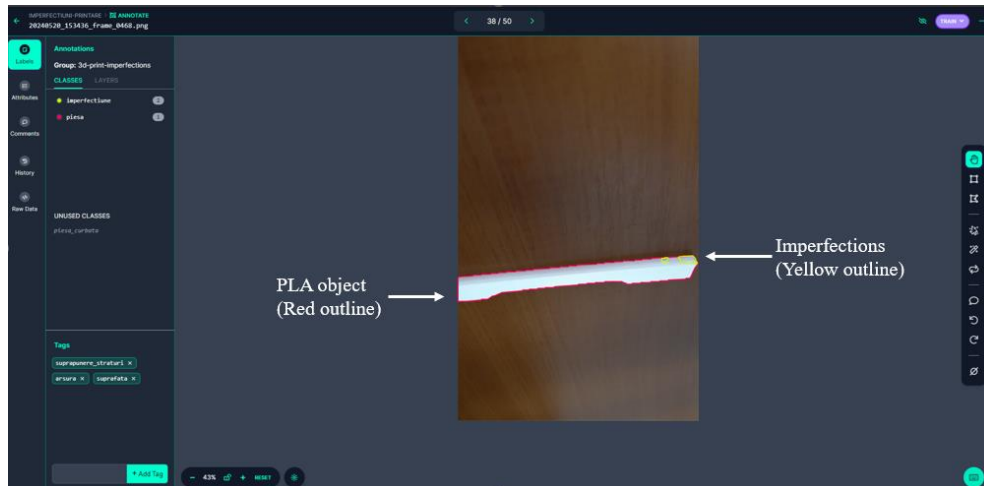 IMPERFECTIUNI-PRINTARE > ANNOTATE
20240520_153436_frame_0468.png
38 / 50
TRAIN
Labels
Attributes
Comments
History
Raw Data
Annotations
Group: 3d-print-imperfections
CLASSES LAYERS
imperfectiune 2
piesa 1
UNUSED CLASSES
piesa_curbata
Tags
suprapunere_straturi ×
arsura × suprafata ×
+ Add Tag
PLA object
(Red outline)
Imperfections
(Yellow outline)
43% RESET